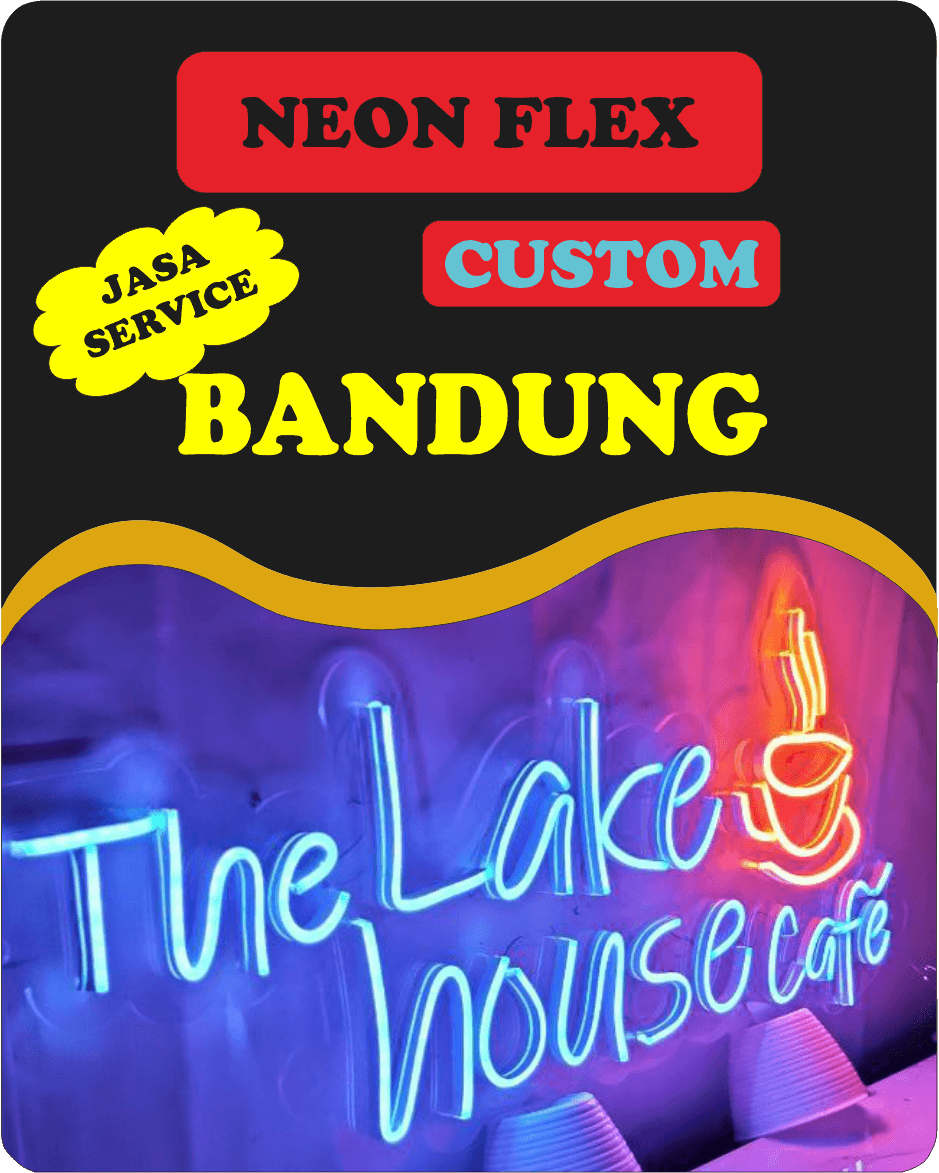 NEON FLEX
CUSTOM
JASA
SERVICE
BANDUNG
The Lake
house café